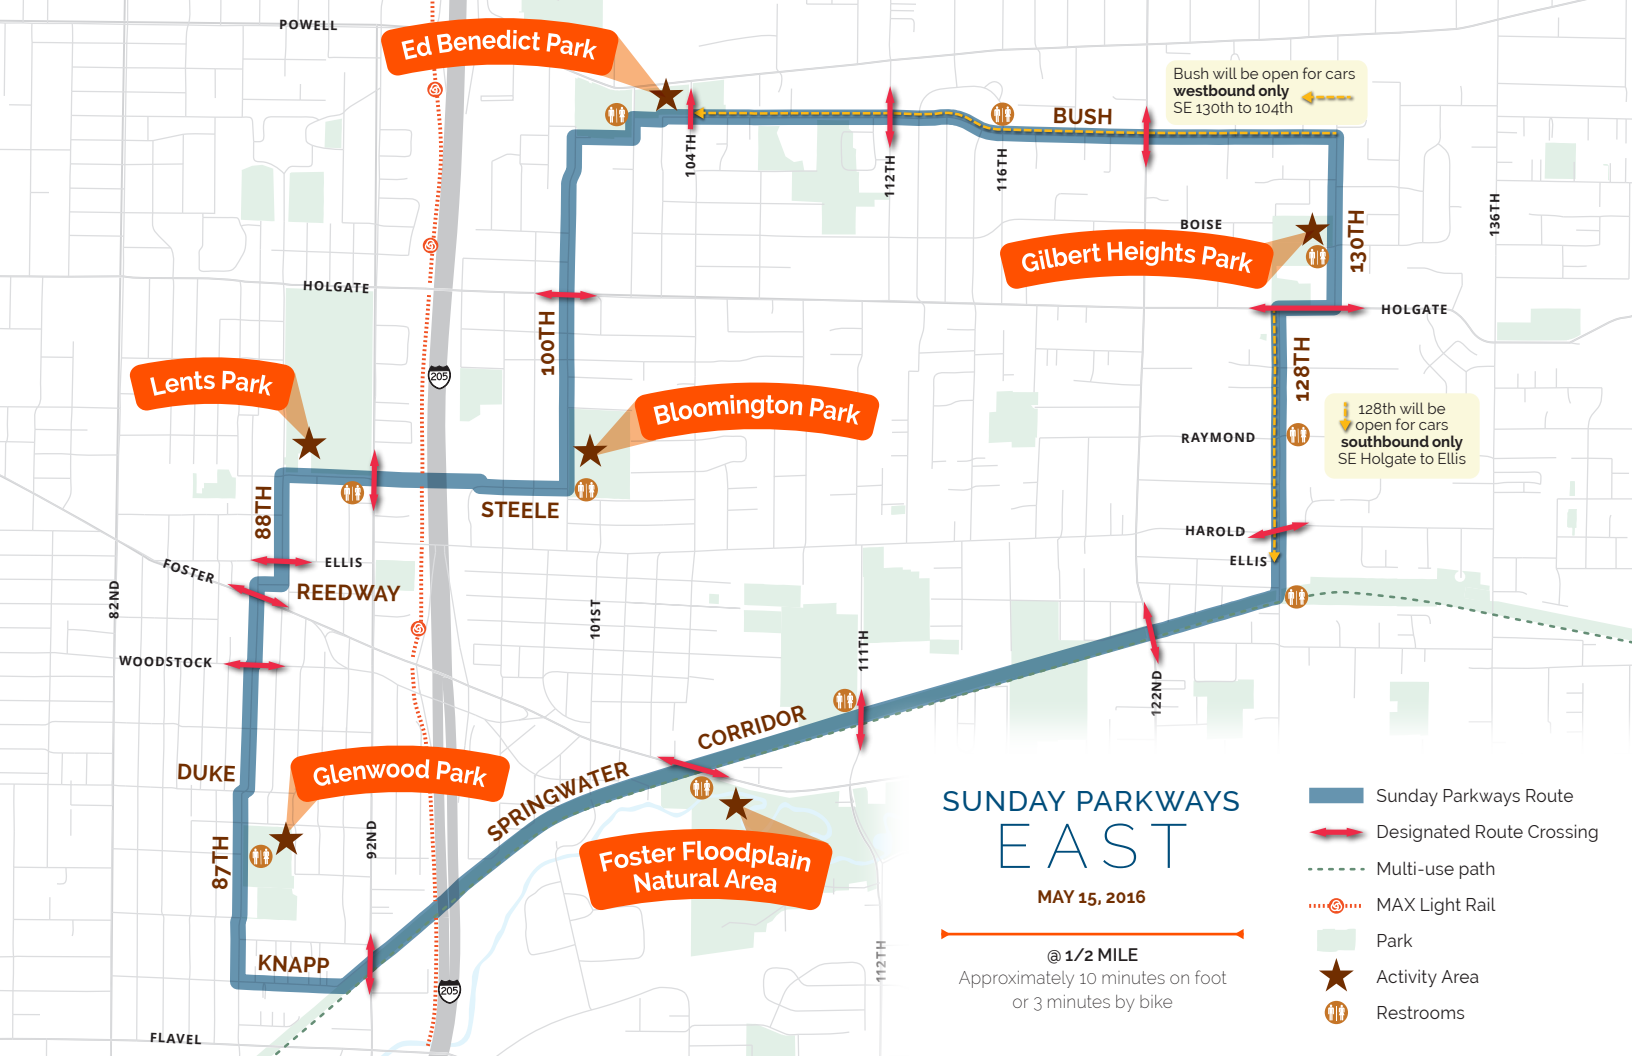 POWELL
Ed Benedict Park
Bush will be open for cars
westbound only
SE 130th to 104th
BUSH
104TH
112TH
116TH
136TH
BOISE
130TH
Gilbert Heights Park
HOLGATE
HOLGATE
100TH
128TH
205
Lents Park
Bloomington Park
128th will be
open for cars
southbound only
SE Holgate to Ellis
RAYMOND
88TH
STEELE
HAROLD
ELLIS
FOSTER
ELLIS
REEDWAY
82ND
101ST
111TH
WOODSTOCK
122ND
CORRIDOR
SPRINGWATER
DUKE
Glenwood Park
87TH
92ND
Foster Floodplain
Natural Area
112TH
KNAPP
205
FLAVEL
SUNDAY PARKWAYS
EAST
MAY 15, 2016
@ 1/2 MILE
Approximately 10 minutes on foot
or 3 minutes by bike
Sunday Parkways Route
Designated Route Crossing
Multi-use path
MAX Light Rail
Park
Activity Area
Restrooms